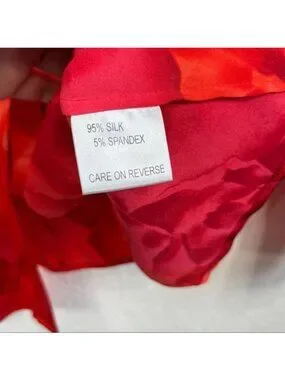 95% SILK
5% SPANDEX
CARE ON REVERSE